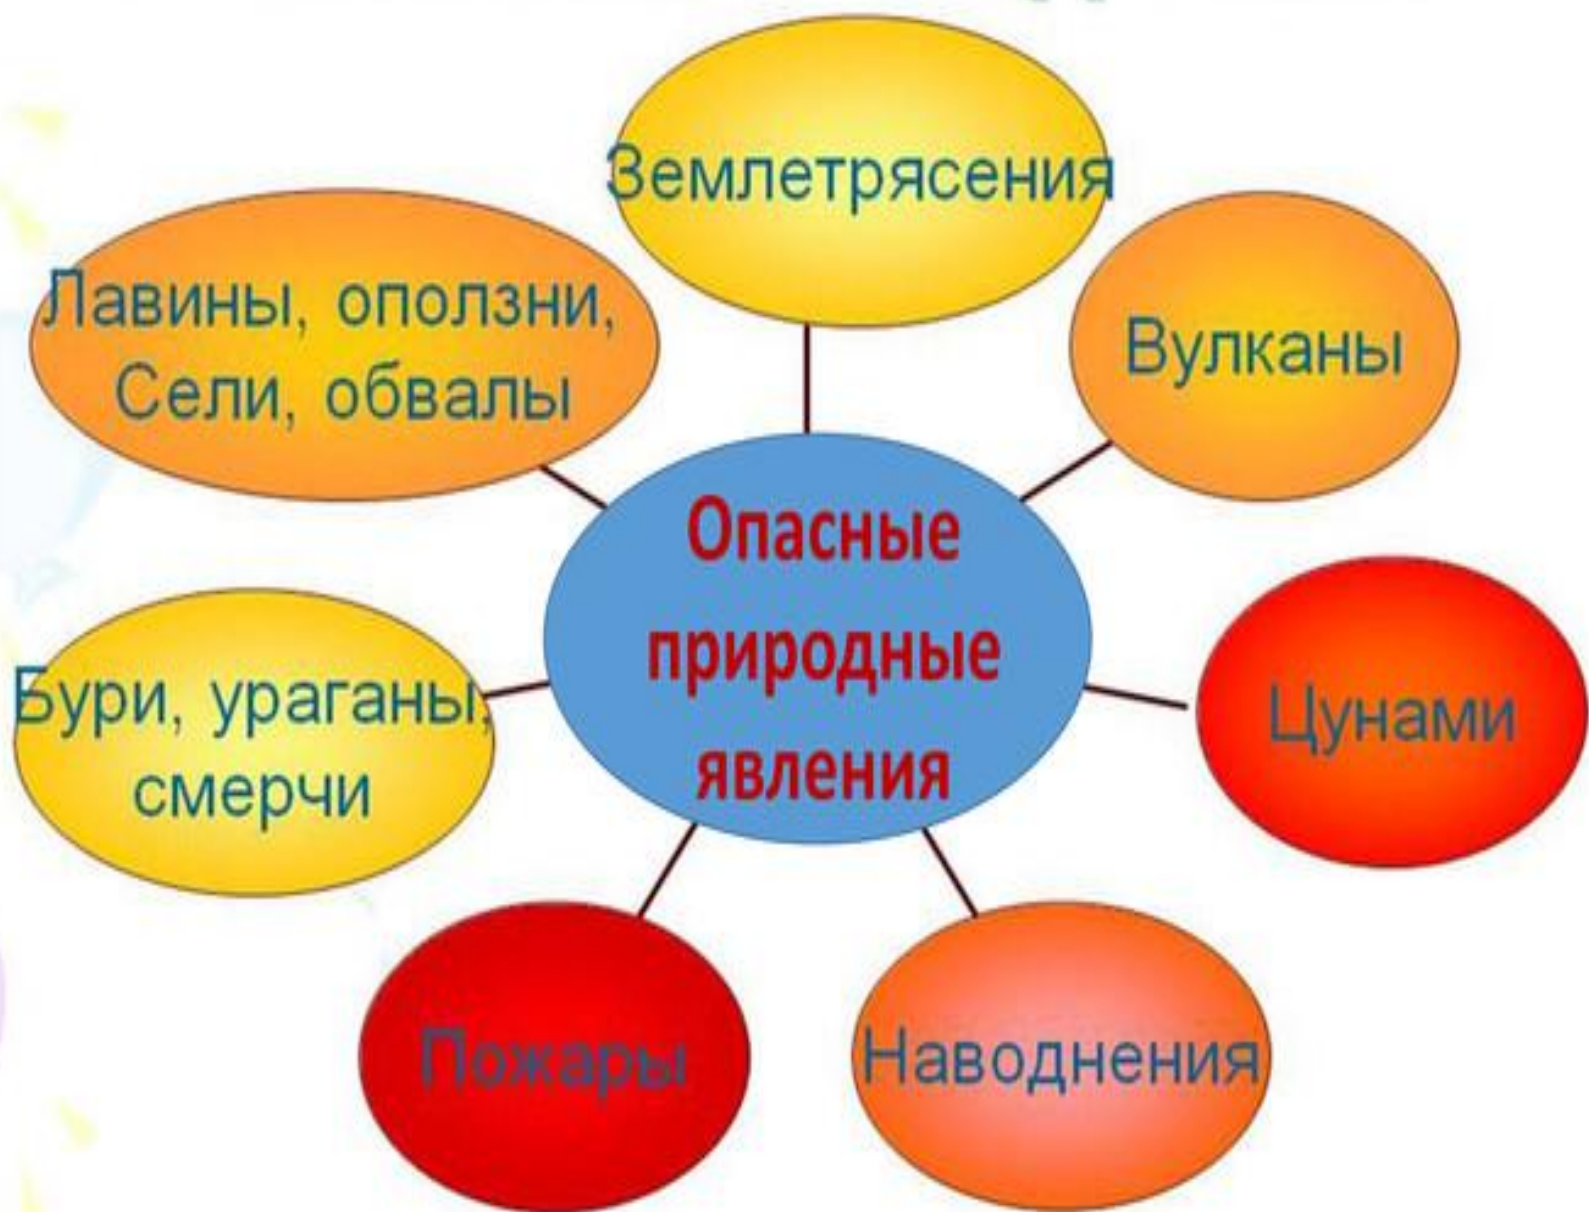 Землетрясения
Лавины, оползни,
Сели, обвалы
Вулканы
Опасные
природные
явления
Бури, ураганы,
смерчи
Цунами
Пожары
Наводнения